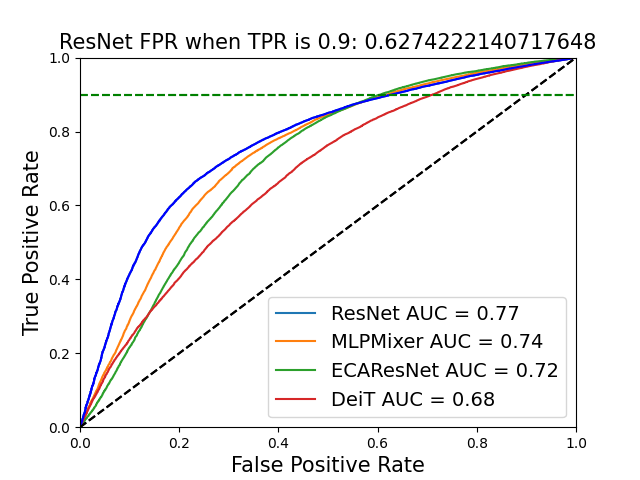 ResNet FPR when TPR is 0.9: 0.6274222140717648
1.0
0.8
0.6
0.4
0.2
0.0
True Positive Rate
ResNet AUC = 0.77
MLPMixer AUC = 0.74
ECAResNet AUC = 0.72
DeiT AUC = 0.68
0.0 0.2 0.4 0.6 0.8 1.0
False Positive Rate